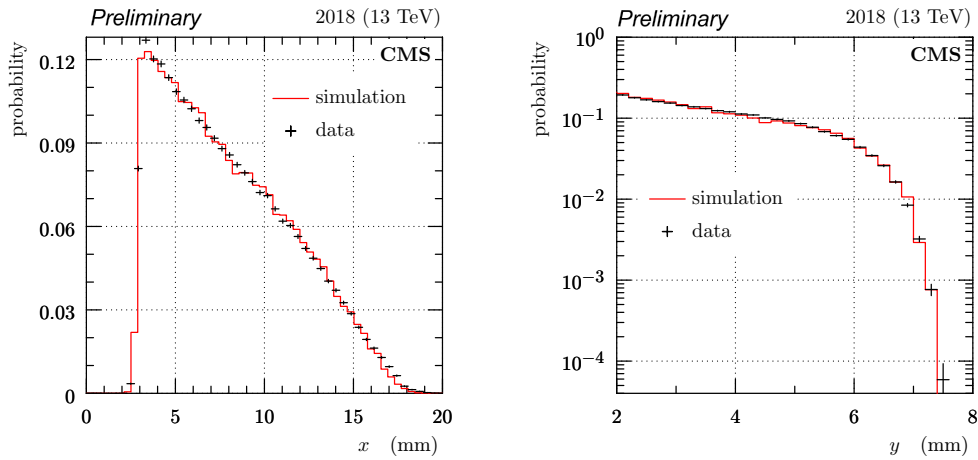 Preliminary 2018 (13 TeV)
probability
CMS
simulation
data
0.12
0.09
0.06
0.03
0
0 5 10 15 20
x (mm)
Preliminary 2018 (13 TeV)
probability
CMS
simulation
data
10⁰
10⁻¹
10⁻²
10⁻³
10⁻⁴
2 4 6 8
y (mm)